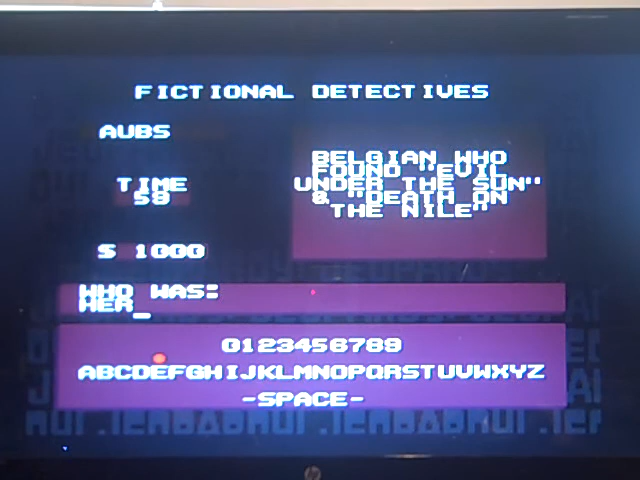 FICTIONAL DETECTIVES
AUBS
TIME
58
$ 1000
BELGIAN WHO
FOUND "EVIL
UNDER THE SUN"
& "DEATH ON
THE NILE"
WHO WAS:
HER_
0123456789
ABCDEFGHIJKLMNOPQRSTUVWXYZ
-SPACE-
hp